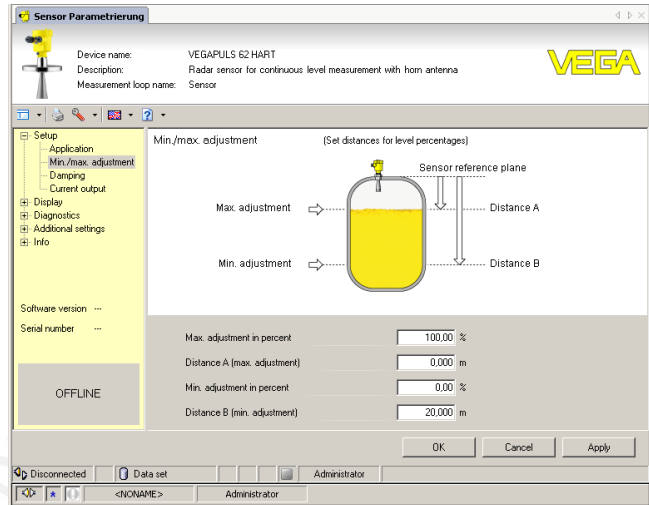 Sensor Parametrierung
Device name: VEGAPULS 62 HART
Description: Radar sensor for continuous level measurement with horn antenna
Measurement loop name: Sensor
VEGA
Setup
Application
Min./max. adjustment
Damping
Current output
Display
Diagnostics
Additional settings
Info
Software version ---
Serial number ---
OFFLINE
Min./max. adjustment (Set distances for level percentages)
Sensor reference plane
Max. adjustment Distance A
Min. adjustment Distance B
Max. adjustment in percent 100,00 %
Distance A (max. adjustment) 0,000 m
Min. adjustment in percent 0,00 %
Distance B (min. adjustment) 20,000 m
OK Cancel Apply
Disconnected Data set Administrator
<NONAME> Administrator